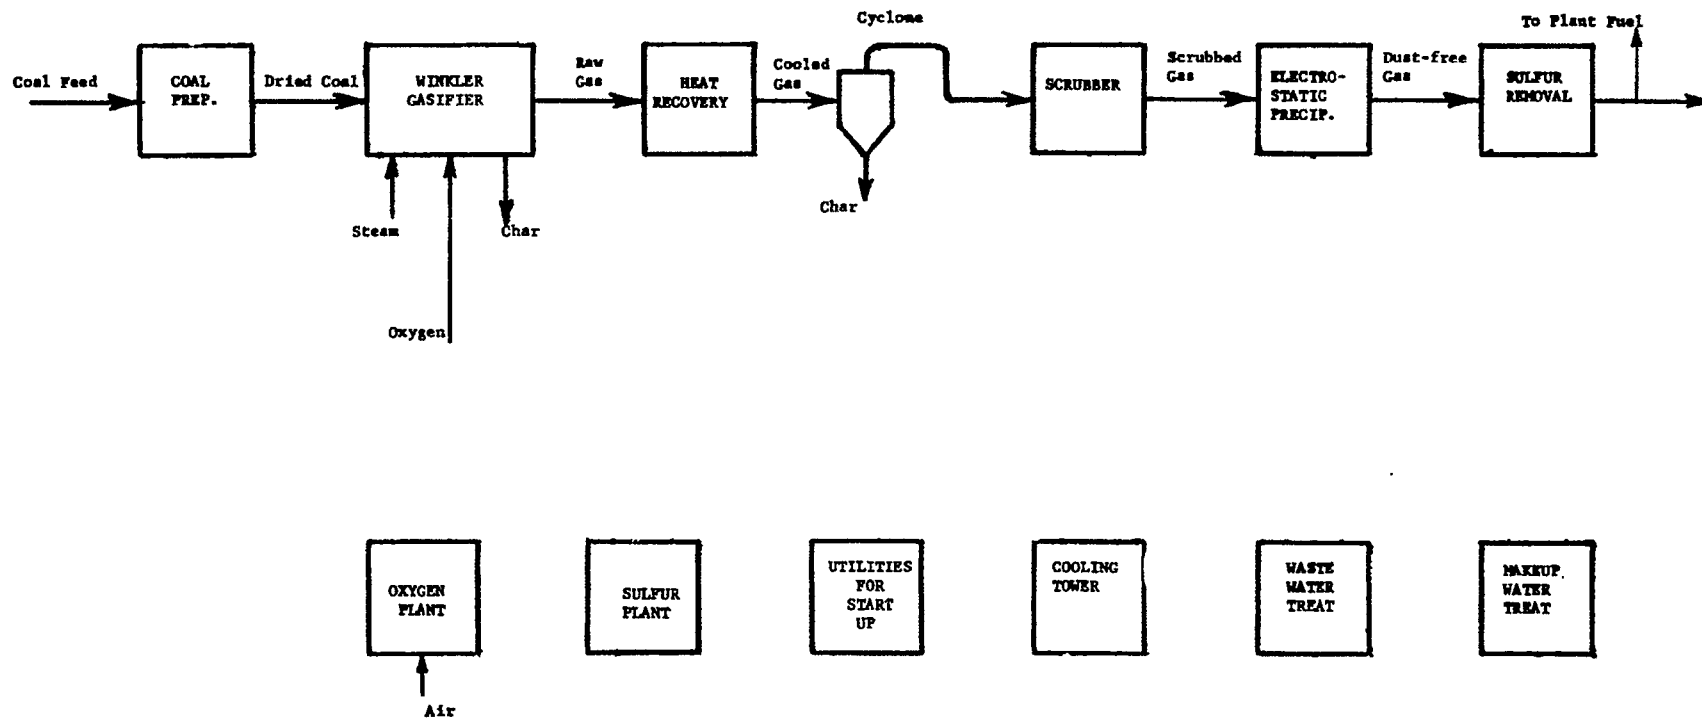 Cyclone
To Plant Fuel
Coal Feed
COAL
PREP.
Dried Coal
WINKLER
GASIFIER
Raw
Gas
HEAT
RECOVERY
Cooled
Gas
SCRUBBER
Scrubbed
Gas
ELECTRO-
STATIC
PRECIP.
Dust-free
Gas
SULFUR
REMOVAL
Steam
Char
Char
Oxygen
OXYGEN
PLANT
SULFUR
PLANT
UTILITIES
FOR
START
UP
COOLING
TOWER
WASTE
WATER
TREAT
MAKEUP
WATER
TREAT
Air